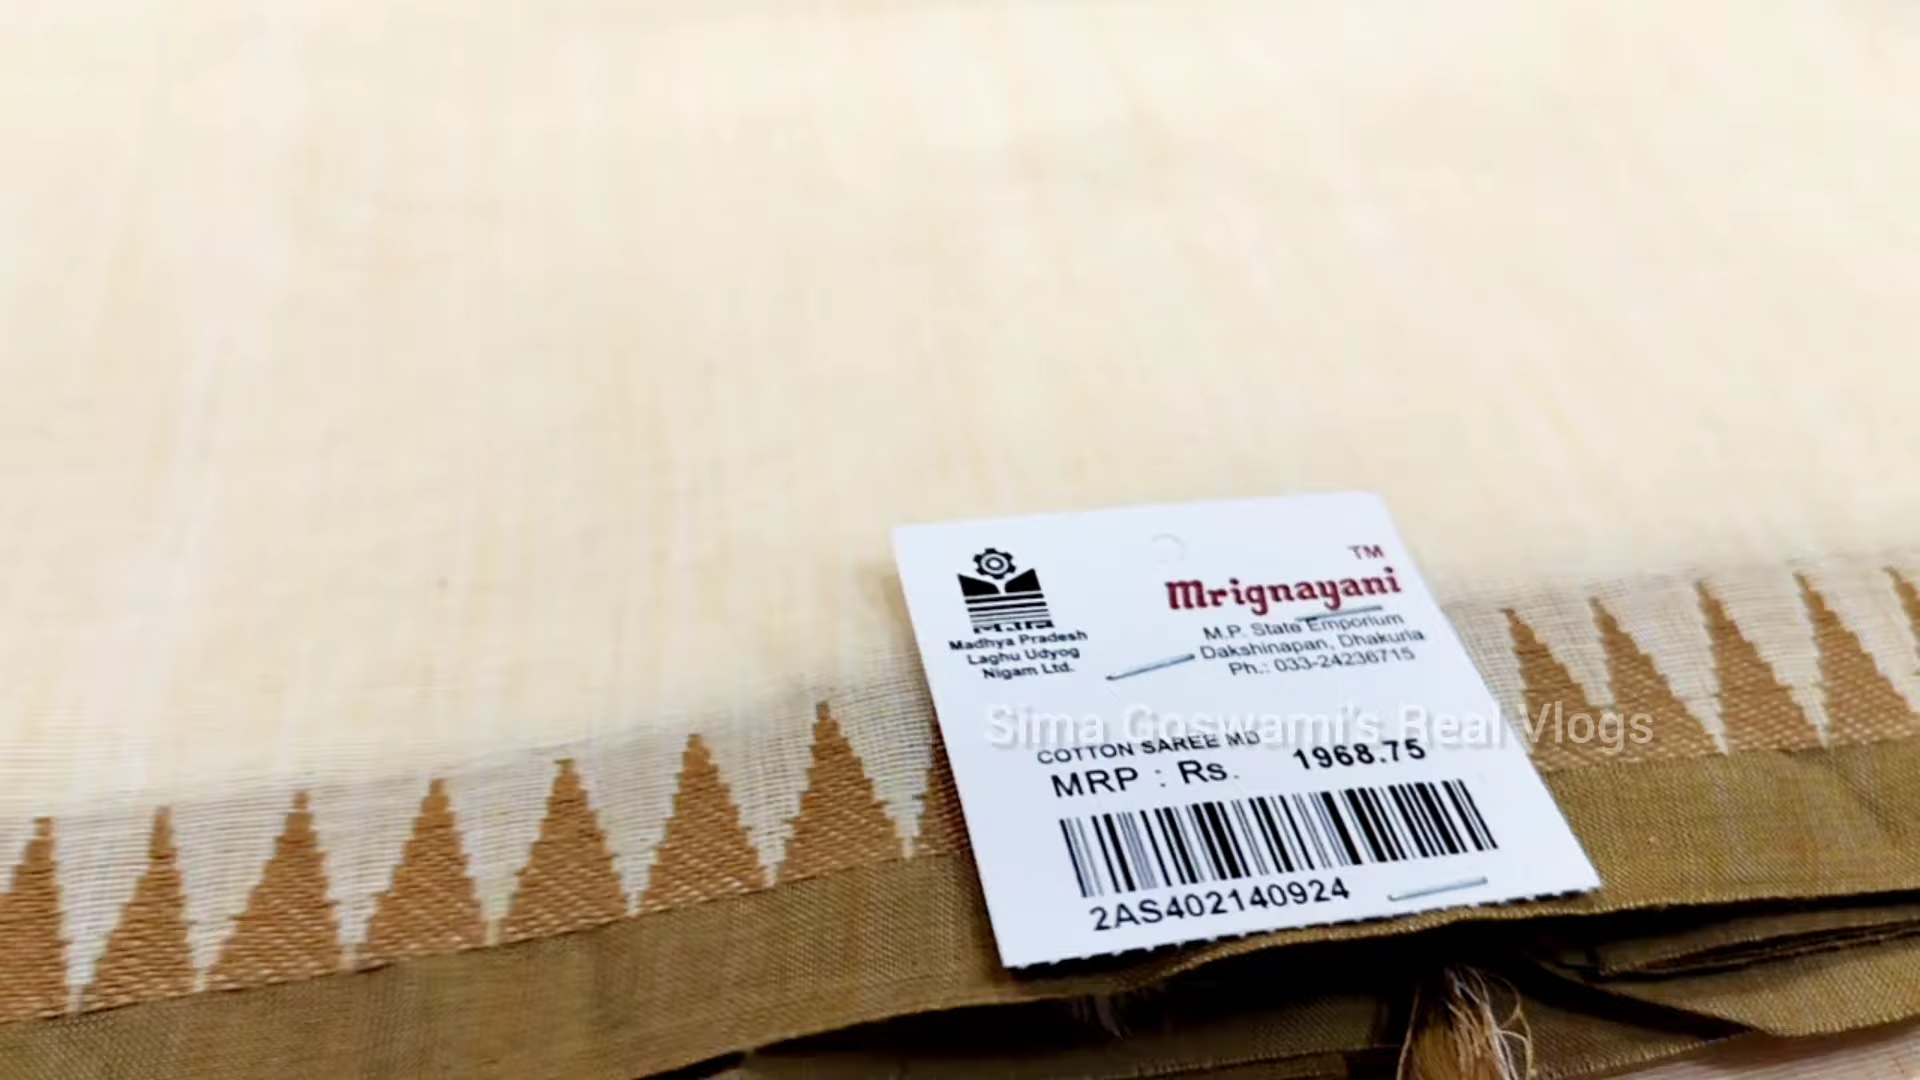 TM
Mrignayani
M.P. State Emporium
Dakshinapan, Dhakuria
Ph.: 033-24236715
Madhya Pradesh
Laghu Udyog
Nigam Ltd.
Sima Goswami's Real Vlogs
COTTON SAREE MD
MRP : Rs. 1968.75
2AS402140924